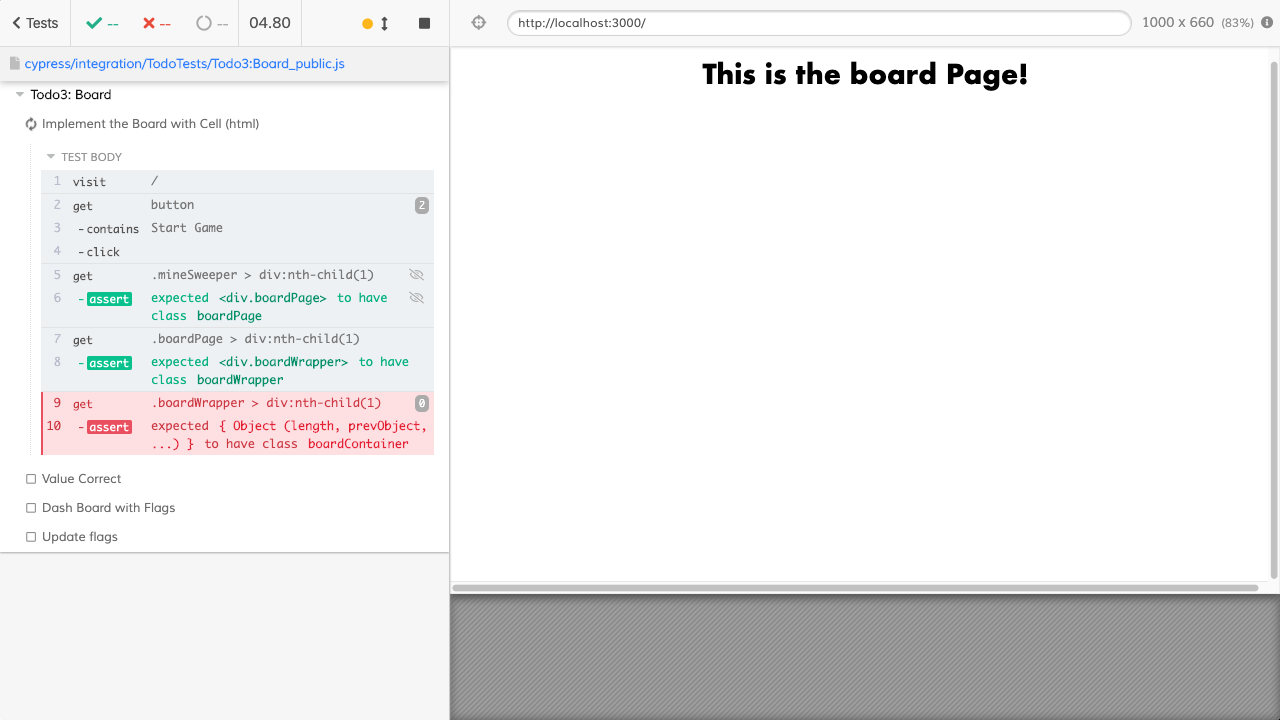 Tests -- -- -- 04.80
http://localhost:3000/ 1000 x 660 (83%)
cypress/integration/TodoTests/Todo3:Board_public.js
This is the board Page!
Todo3: Board
Implement the Board with Cell (html)
TEST BODY
1 visit /
2 get button 2
3 -contains Start Game
4 -click
5 get .mineSweeper > div:nth-child(1)
6 -assert expected <div.boardPage> to have
class boardPage
7 get .boardPage > div:nth-child(1)
8 -assert expected <div.boardWrapper> to have
class boardWrapper
9 get .boardWrapper > div:nth-child(1) 0
10 -assert expected { Object (length, prevObject,
...) } to have class boardContainer
Value Correct
Dash Board with Flags
Update flags